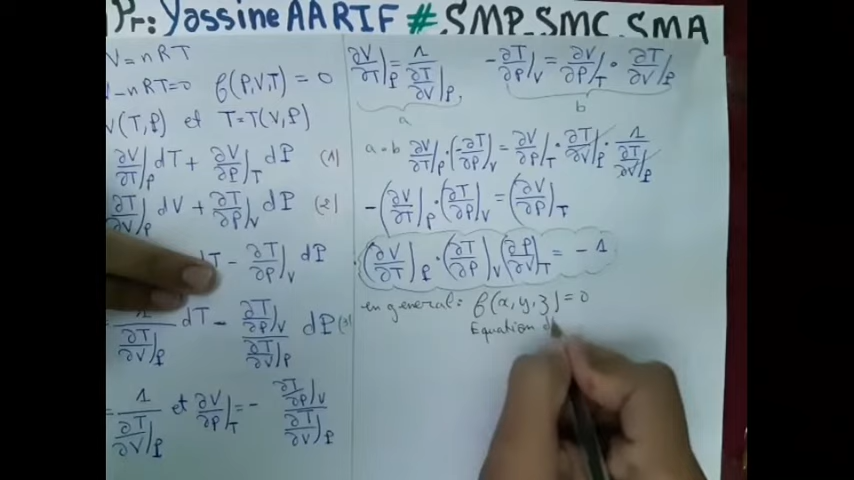 Pr: Yassine AARIF # SMP_SMC_SMA
V = nRT
V - nRT = 0    f(P,V,T) = 0
V(T,P) et T = T(V,P)
∂V/∂T|P dT + ∂V/∂P|T dP (1)
∂T/∂V|P dV + ∂T/∂P|V dP (2)
dT - ∂T/∂P|V dP
1/(∂T/∂V|P) dT - (∂T/∂P|V)/(∂T/∂V|P) dP (3)
= 1/(∂T/∂V|P) et ∂V/∂P|T = - (∂T/∂P|V)/(∂T/∂V|P)
∂V/∂T|P = 1/(∂T/∂V|P)    -∂T/∂P|V = ∂V/∂P|T · ∂T/∂V|P
a    b
a·b ∂V/∂T|P · (-∂T/∂P)V = ∂V/∂P|T · ∂T/∂V|P · 1/(∂T/∂V|P)
-(∂V/∂T)P · (∂T/∂P)V = (∂V/∂P)T
(∂V/∂T)P · (∂T/∂P)V (∂P/∂V)T = -1
en general: f(x,y,z) = 0
Equation d